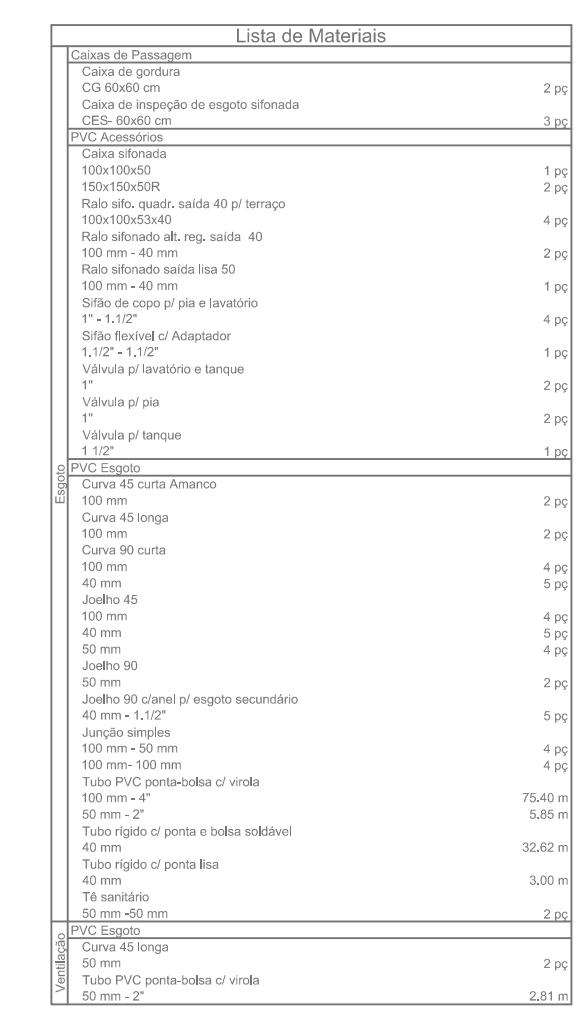 Lista de Materiais
Esgoto
Caixas de Passagem
Caixa de gordura
CG 60x60 cm 2 pç
Caixa de inspeção de esgoto sifonada
CES- 60x60 cm 3 pç
PVC Acessórios
Caixa sifonada
100x100x50 1 pç
150x150x50R 2 pç
Ralo sifo. quadr. saída 40 p/ terraço
100x100x53x40 4 pç
Ralo sifonado alt. reg. saída 40
100 mm - 40 mm 2 pç
Ralo sifonado saída lisa 50
100 mm - 40 mm 1 pç
Sifão de copo p/ pia e lavatório
1" - 1.1/2" 4 pç
Sifão flexível c/ Adaptador
1.1/2" - 1.1/2" 1 pç
Válvula p/ lavatório e tanque
1" 2 pç
Válvula p/ pia
1" 2 pç
Válvula p/ tanque
1 1/2" 1 pç
PVC Esgoto
Curva 45 curta Amanco
100 mm 2 pç
Curva 45 longa
100 mm 2 pç
Curva 90 curta
100 mm 4 pç
40 mm 5 pç
Joelho 45
100 mm 4 pç
40 mm 5 pç
50 mm 4 pç
Joelho 90
50 mm 2 pç
Joelho 90 c/anel p/ esgoto secundário
40 mm - 1.1/2" 5 pç
Junção simples
100 mm - 50 mm 4 pç
100 mm- 100 mm 4 pç
Tubo PVC ponta-bolsa c/ virola
100 mm - 4" 75.40 m
50 mm - 2" 5.85 m
Tubo rígido c/ ponta e bolsa soldável
40 mm 32.62 m
Tubo rígido c/ ponta lisa
40 mm 3.00 m
Tê sanitário
50 mm -50 mm 2 pç
Ventilação
PVC Esgoto
Curva 45 longa
50 mm 2 pç
Tubo PVC ponta-bolsa c/ virola
50 mm - 2" 2.81 m